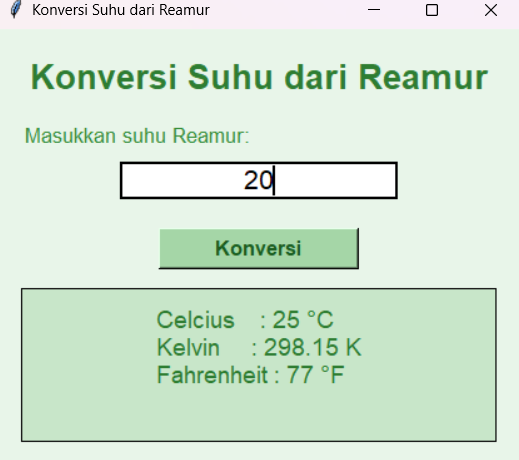 Konversi Suhu dari Reamur
Konversi Suhu dari Reamur
Masukkan suhu Reamur:
20
Konversi
Celcius : 25 °C
Kelvin : 298.15 K
Fahrenheit : 77 °F